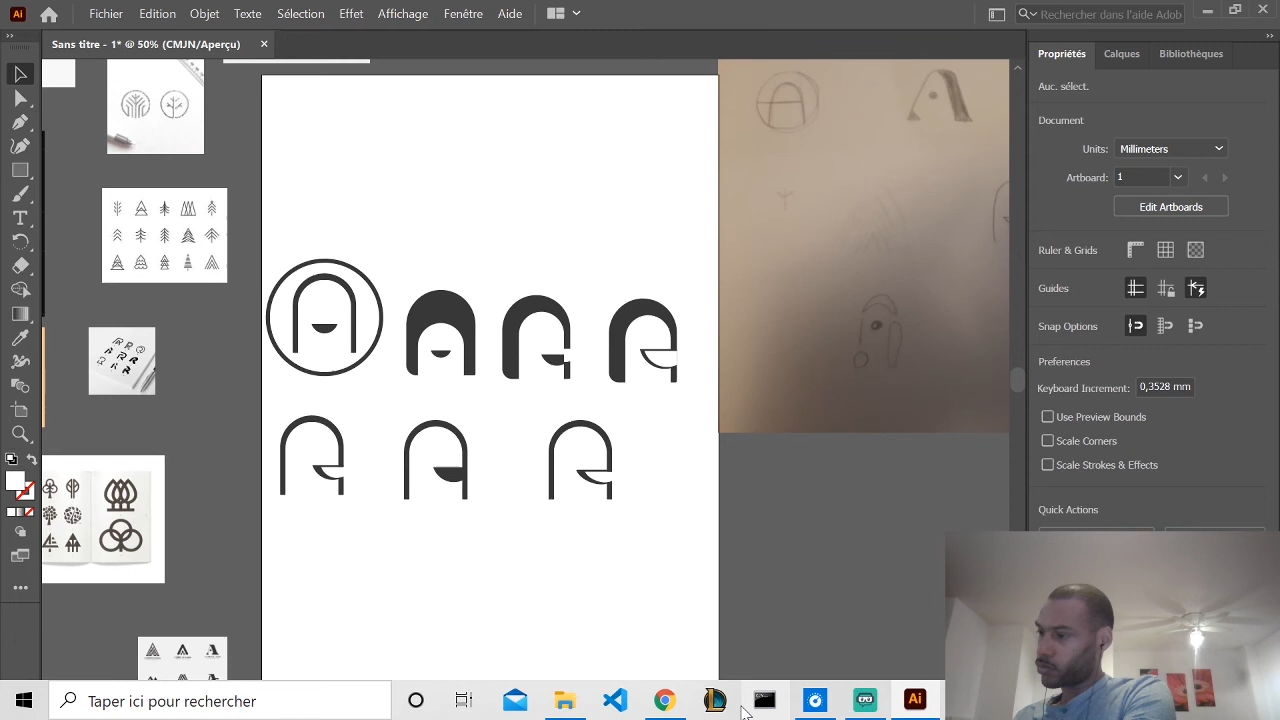 Ai Fichier Edition Objet Texte Sélection Effet Affichage Fenêtre Aide Rechercher dans l'aide Adob
Sans titre - 1* @ 50% (CMJN/Aperçu) ×
Propriétés Calques Bibliothèques
Auc. sélect.
Document
Units: Millimeters
Artboard: 1
Edit Artboards
Ruler & Grids
Guides
Snap Options
Preferences
Keyboard Increment: 0,3528 mm
Use Preview Bounds
Scale Corners
Scale Strokes & Effects
Quick Actions
Taper ici pour rechercher
Ai